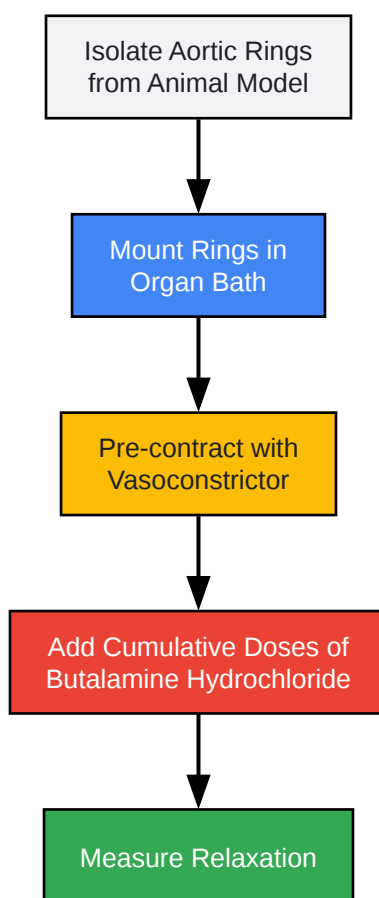 Isolate Aortic Rings
from Animal Model
Mount Rings in
Organ Bath
Pre-contract with
Vasoconstrictor
Add Cumulative Doses of
Butalamine Hydrochloride
Measure Relaxation